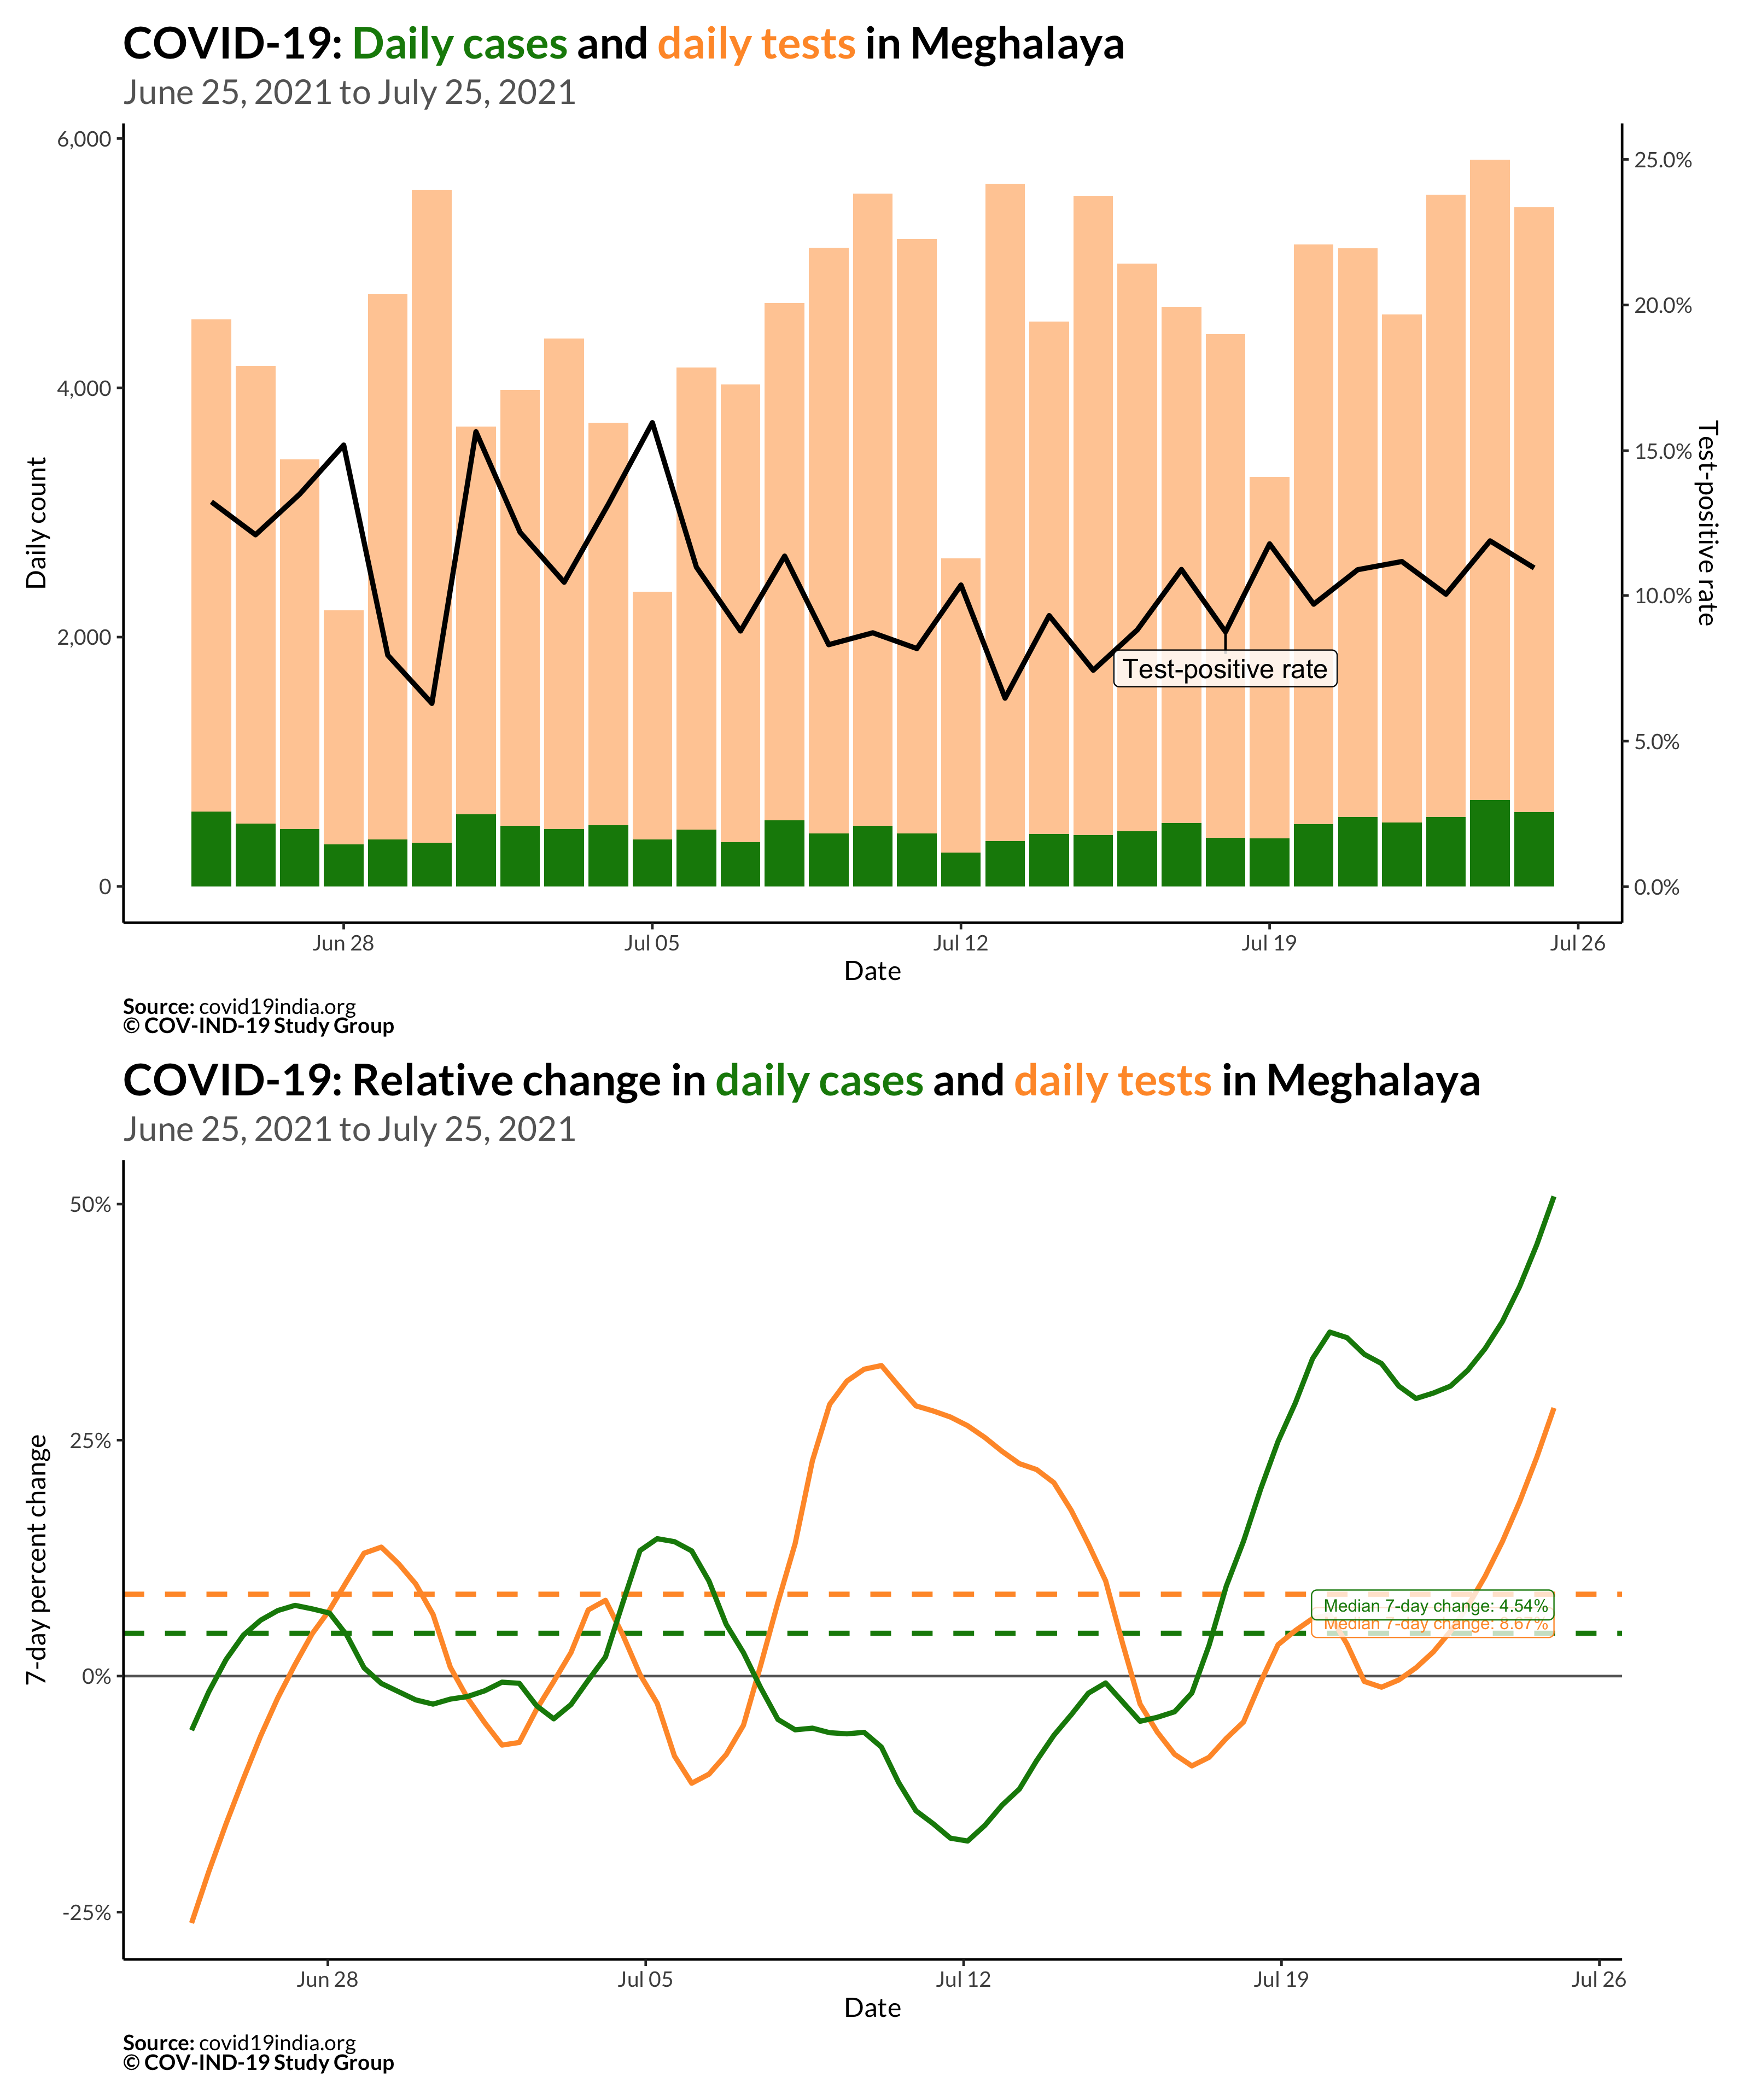 COVID-19: Daily cases and daily tests in Meghalaya
June 25, 2021 to July 25, 2021
6,000
4,000
2,000
0
Daily count
25.0%
20.0%
15.0%
10.0%
5.0%
0.0%
Test-positive rate
Test-positive rate
Jun 28
Jul 05
Jul 12
Jul 19
Jul 26
Date
Source: covid19india.org
© COV-IND-19 Study Group
COVID-19: Relative change in daily cases and daily tests in Meghalaya
June 25, 2021 to July 25, 2021
50%
25%
0%
-25%
7-day percent change
Median 7-day change: 4.54%
Median 7-day change: 8.67%
Jun 28
Jul 05
Jul 12
Jul 19
Jul 26
Date
Source: covid19india.org
© COV-IND-19 Study Group